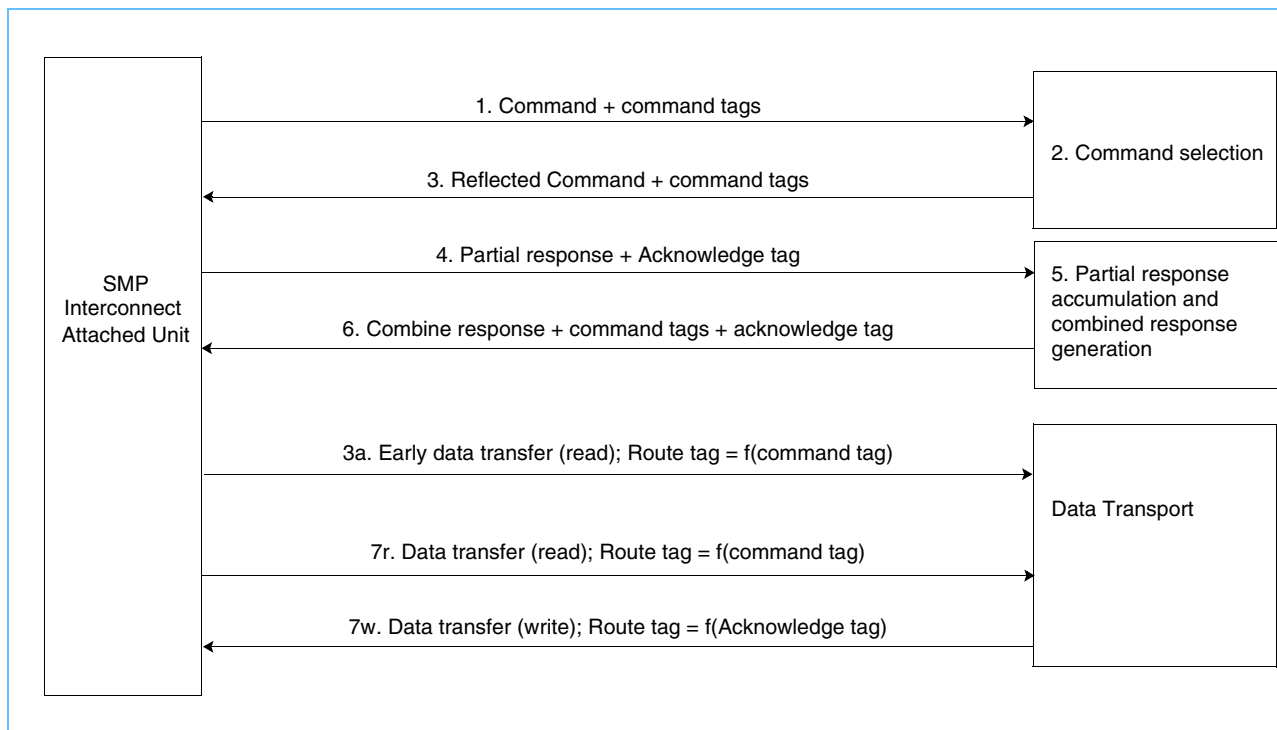 1. Command + command tags
2. Command selection
3. Reflected Command + command tags
4. Partial response + Acknowledge tag
SMP
Interconnect
Attached Unit
5. Partial response
accumulation and
combined response
generation
6. Combine response + command tags + acknowledge tag
3a. Early data transfer (read); Route tag = f(command tag)
Data Transport
7r. Data transfer (read); Route tag = f(command tag)
7w. Data transfer (write); Route tag = f(Acknowledge tag)